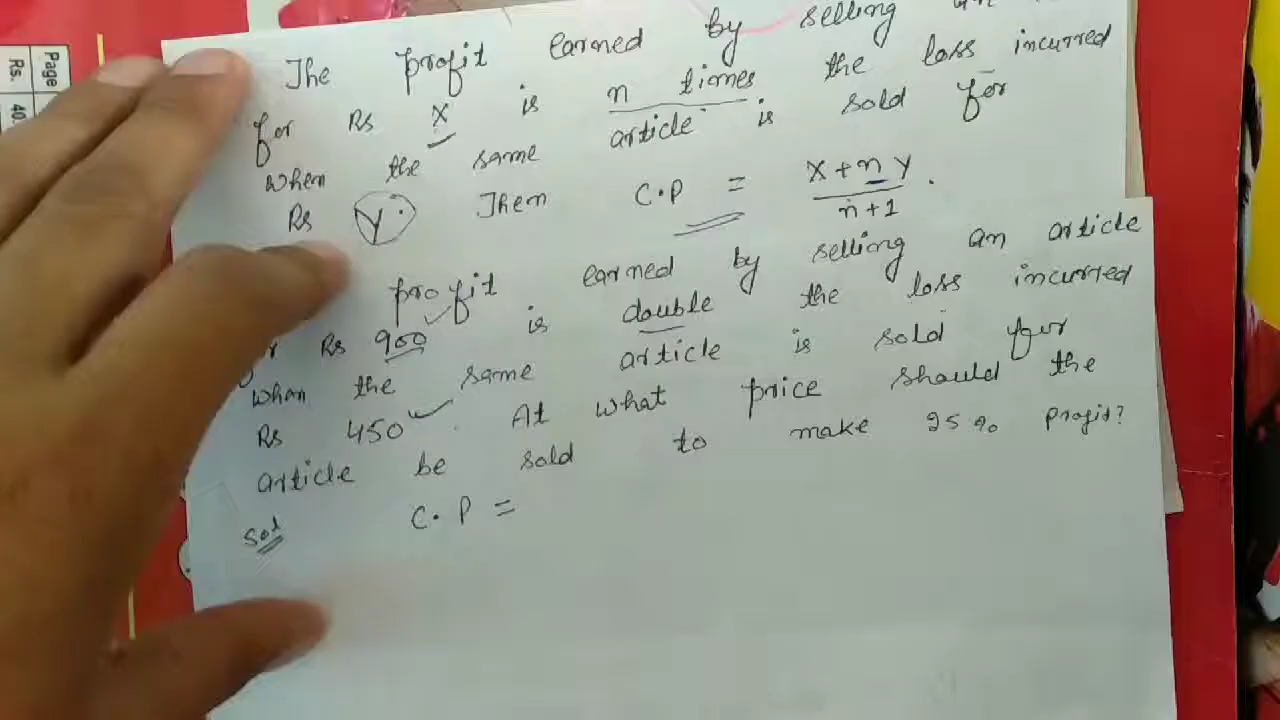 Page
Rs. 40
The profit earned by selling an
for Rs X is n times the loss incurred
When the same article is sold for
Rs Y. Then C.P = X + n Y / n + 1 .
profit earned by selling an article
Rs 900 is double the loss incurred
When the same article is sold for
Rs 450 . At what price should the
article be sold to make 25 % profit?
Sol C.P =